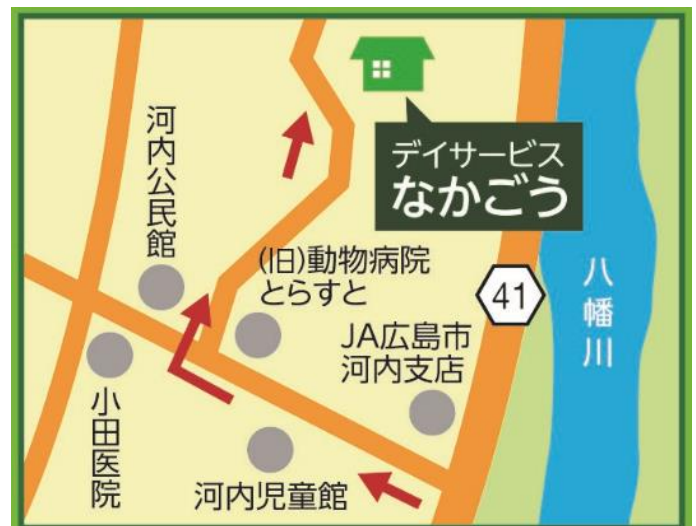 デイサービス
なかごう
河内公民館
(旧)動物病院
とらすと
41
八幡川
JA広島市
河内支店
小田医院
河内児童館